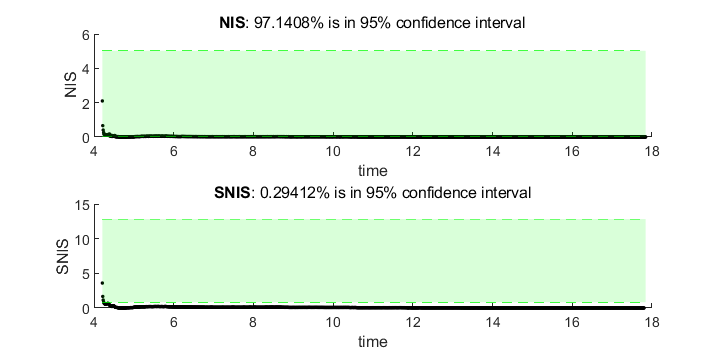 NIS: 97.1408% is in 95% confidence interval
6
4
2
0
NIS
4 6 8 10 12 14 16 18
time
SNIS: 0.29412% is in 95% confidence interval
15
10
5
0
SNIS
4 6 8 10 12 14 16 18
time